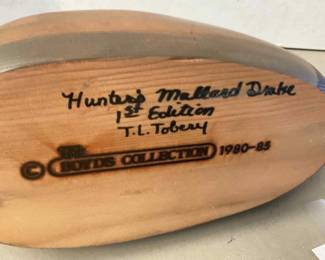 Hunter's Mallard Drake
1st Edition
T.L. Tobery
THE
© BOYDS COLLECTION 1980-85